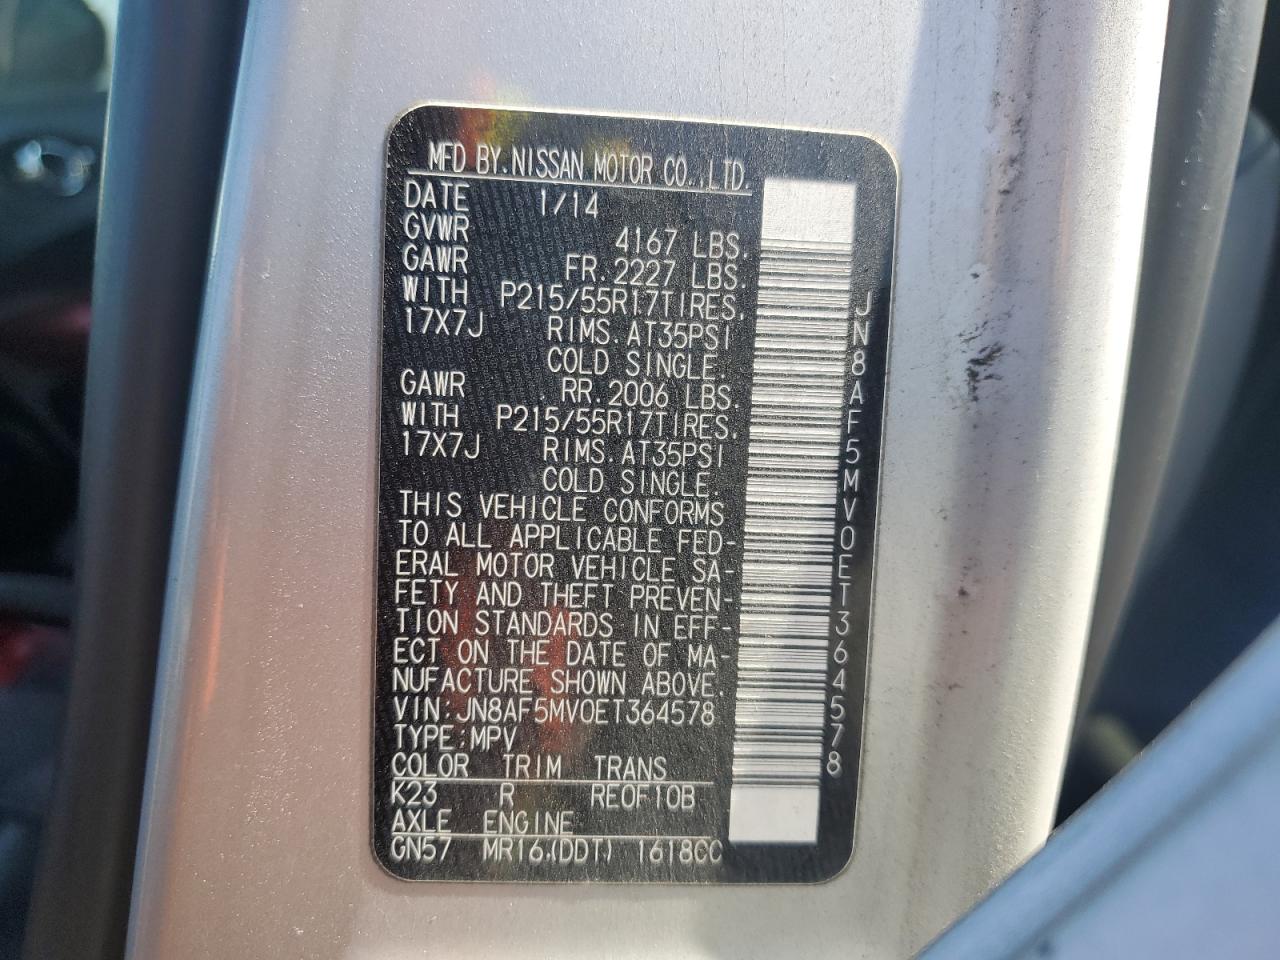 MFD BY.NISSAN MOTOR CO.,LTD.
DATE 1/14
GVWR 4167 LBS.
GAWR FR.2227 LBS.
WITH P215/55R17TIRES.
17X7J RIMS.AT35PSI
COLD SINGLE.
GAWR RR.2006 LBS.
WITH P215/55R17TIRES.
17X7J RIMS.AT35PSI
COLD SINGLE.
THIS VEHICLE CONFORMS
TO ALL APPLICABLE FED-
ERAL MOTOR VEHICLE SA-
FETY AND THEFT PREVEN-
TION STANDARDS IN EFF-
ECT ON THE DATE OF MA-
NUFACTURE SHOWN ABOVE.
VIN:JN8AF5MV0ET364578
TYPE:MPV
COLOR TRIM TRANS
K23 R RE0F10B
AXLE ENGINE
GN57 MR16.(DDT) 1618CC
JN8AF5MV0ET364578